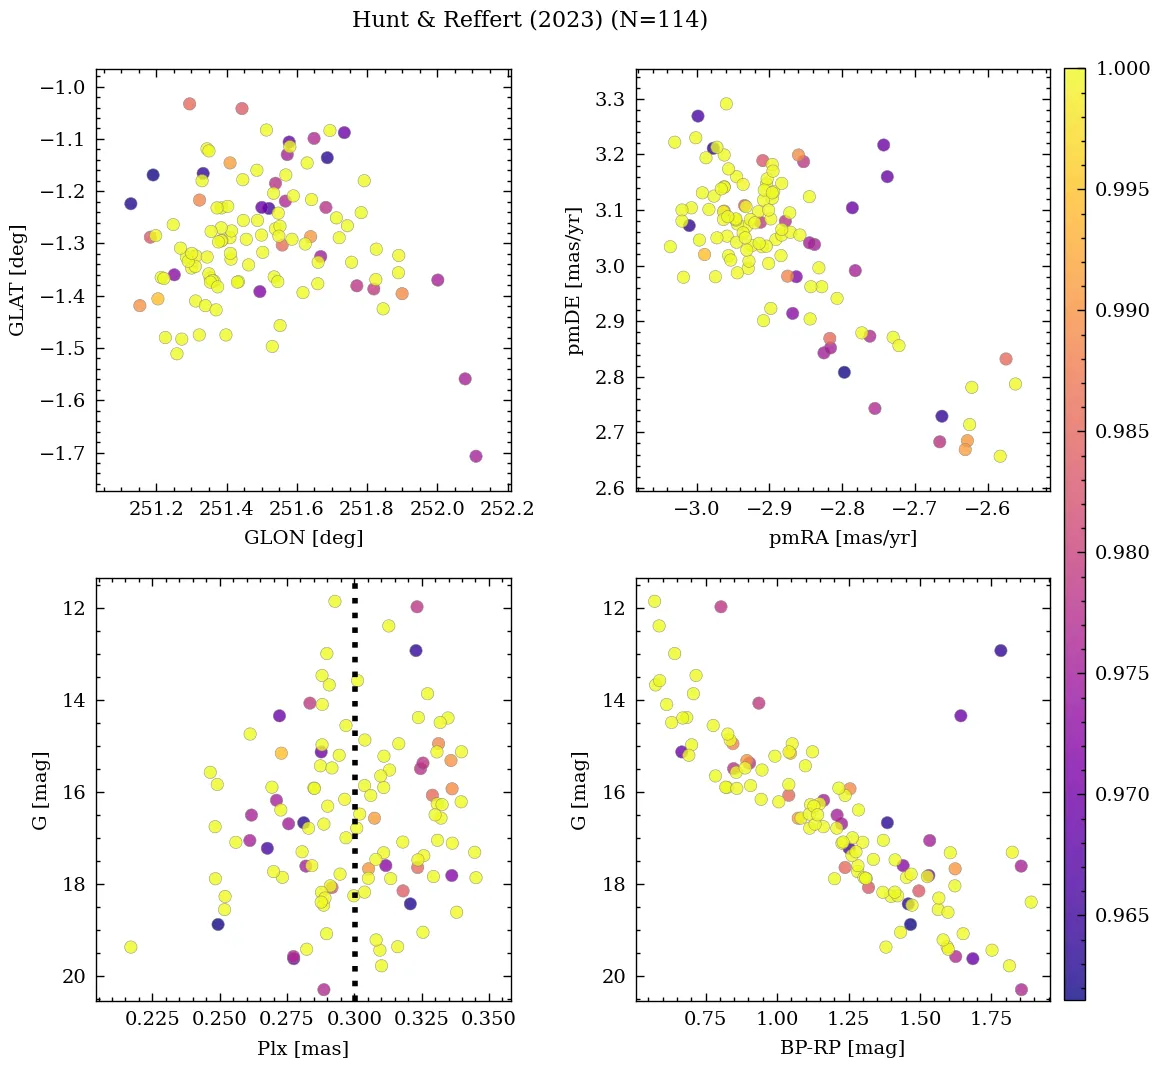 Hunt & Reffert (2023) (N=114)
−1.0
−1.1
−1.2
−1.3
−1.4
−1.5
−1.6
−1.7
GLAT [deg]
251.2 251.4 251.6 251.8 252.0 252.2
GLON [deg]
3.3
3.2
3.1
3.0
2.9
2.8
2.7
2.6
pmDE [mas/yr]
−3.0 −2.9 −2.8 −2.7 −2.6
pmRA [mas/yr]
12
14
16
18
20
G [mag]
0.225 0.250 0.275 0.300 0.325 0.350
Plx [mas]
12
14
16
18
20
G [mag]
0.75 1.00 1.25 1.50 1.75
BP-RP [mag]
1.000
0.995
0.990
0.985
0.980
0.975
0.970
0.965